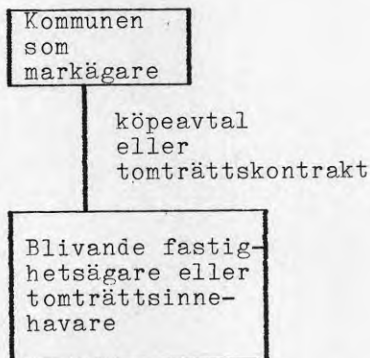 Kommunen
som
markägare
köpeavtal
eller
tomträttskontrakt
Blivande fastig-
hetsägare eller
tomträttsinne-
havare